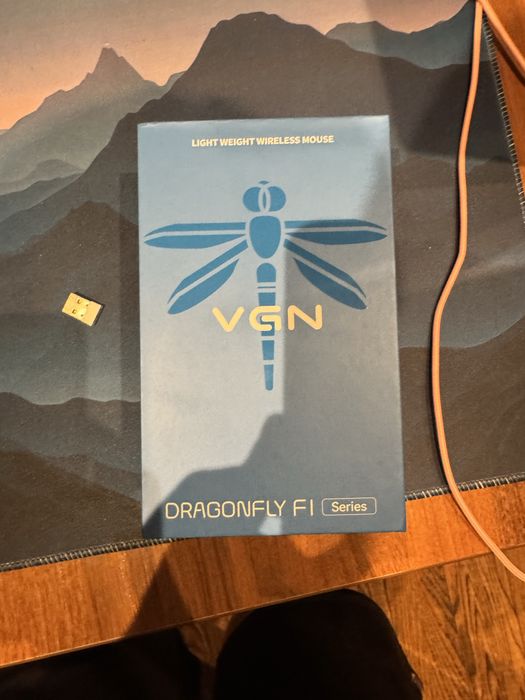 LIGHT WEIGHT WIRELESS MOUSE
VGN
DRAGONFLY F1 Series